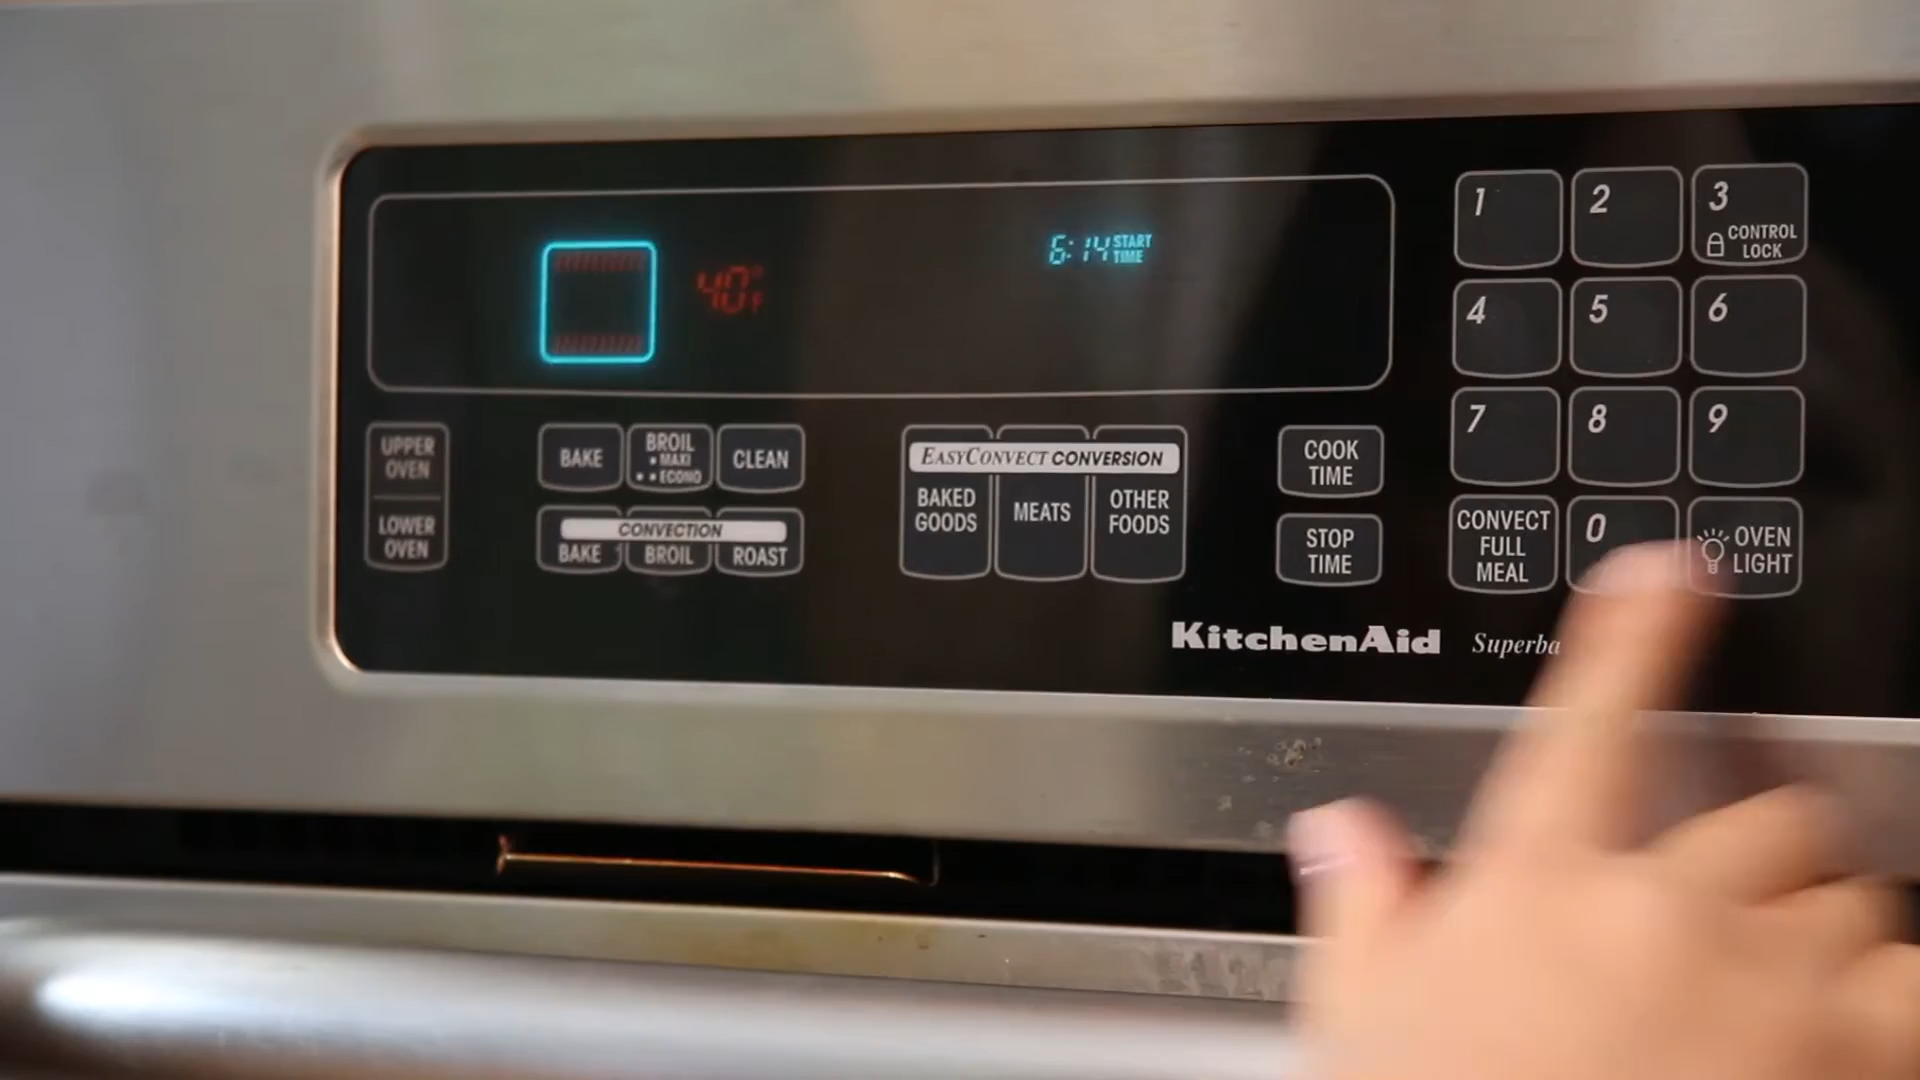 40°F
6:14 START TIME
UPPER OVEN
LOWER OVEN
BAKE
BROIL
• MAXI
• • ECONO
CLEAN
CONVECTION
BAKE
BROIL
ROAST
EASYCONVECT CONVERSION
BAKED GOODS
MEATS
OTHER FOODS
COOK TIME
STOP TIME
1
2
3
CONTROL LOCK
4
5
6
7
8
9
CONVECT FULL MEAL
0
OVEN LIGHT
KitchenAid
Superba